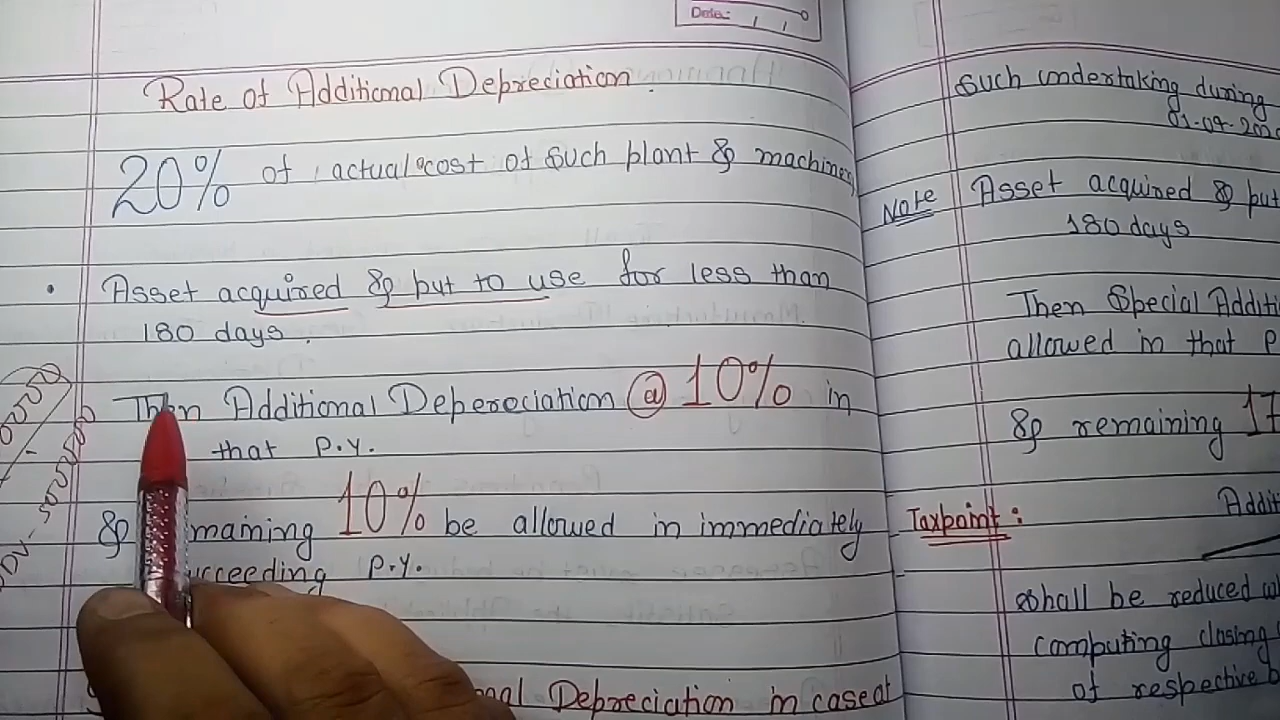 Date:
Rate of Additional Depreciation.
20% of actual cost of such plant & machinery
• Asset acquired & put to use for less than
180 days.
Then Additional Depereciation @ 10% in
that P.Y.
& remaining 10% be allowed in immediately
succeeding P.Y.
Depreciation in case of
such undertaking during
Note Asset acquired & put
180 days
Then Special Additi
allowed in that P
& remaining 17
Taxpoint: Addit
shall be reduced w
computing closing
of respective b